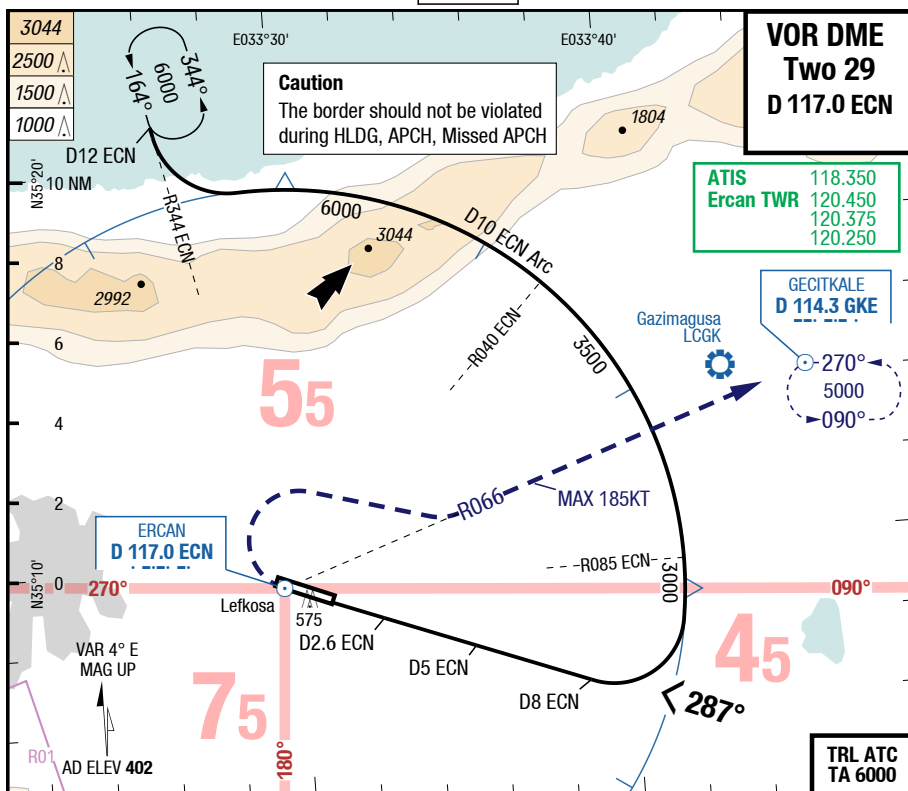 3044
2500
1500
1000
E033°30'
E033°40'
VOR DME
Two 29
D 117.0 ECN
344°
6000
164°
Caution
The border should not be violated
during HLDG, APCH, Missed APCH
1804
D12 ECN
N35°20'
10 NM
R344 ECN
6000
D10 ECN Arc
ATIS 118.350
Ercan TWR 120.450
120.375
120.250
3044
8
2992
GECITKALE
D 114.3 GKE
Gazimagusa
LCGK
R040 ECN
3500
6
270°
5000
090°
55
4
R066
MAX 185KT
2
ERCAN
D 117.0 ECN
R085 ECN
3000
N35°10'
0
270°
090°
Lefkosa
575
D2.6 ECN
D5 ECN
D8 ECN
45
75
287°
VAR 4° E
MAG UP
R01
AD ELEV 402
180°
TRL ATC
TA 6000